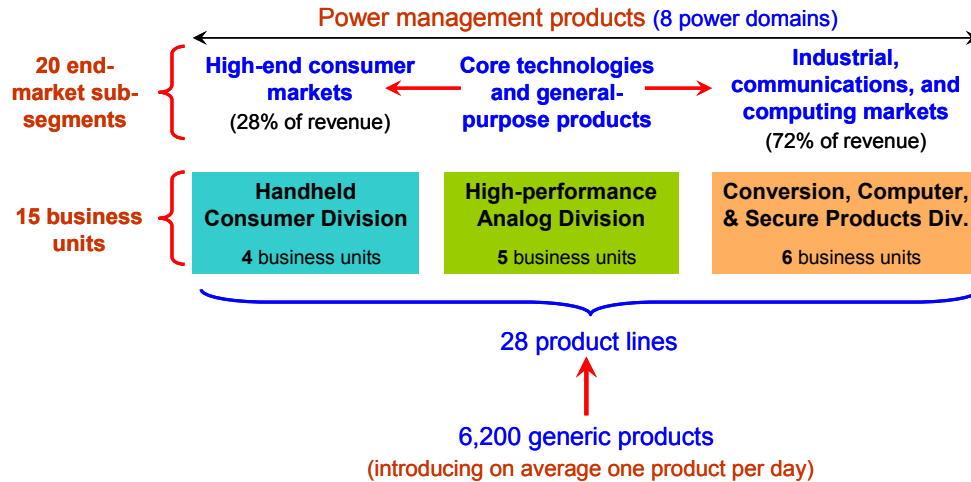 Power management products (8 power domains)
20 end-
market sub-
segments
High-end consumer
markets
(28% of revenue)
Core technologies
and general-
purpose products
Industrial,
communications, and
computing markets
(72% of revenue)
15 business
units
Handheld
Consumer Division
4 business units
High-performance
Analog Division
5 business units
Conversion, Computer,
& Secure Products Div.
6 business units
28 product lines
6,200 generic products
(introducing on average one product per day)